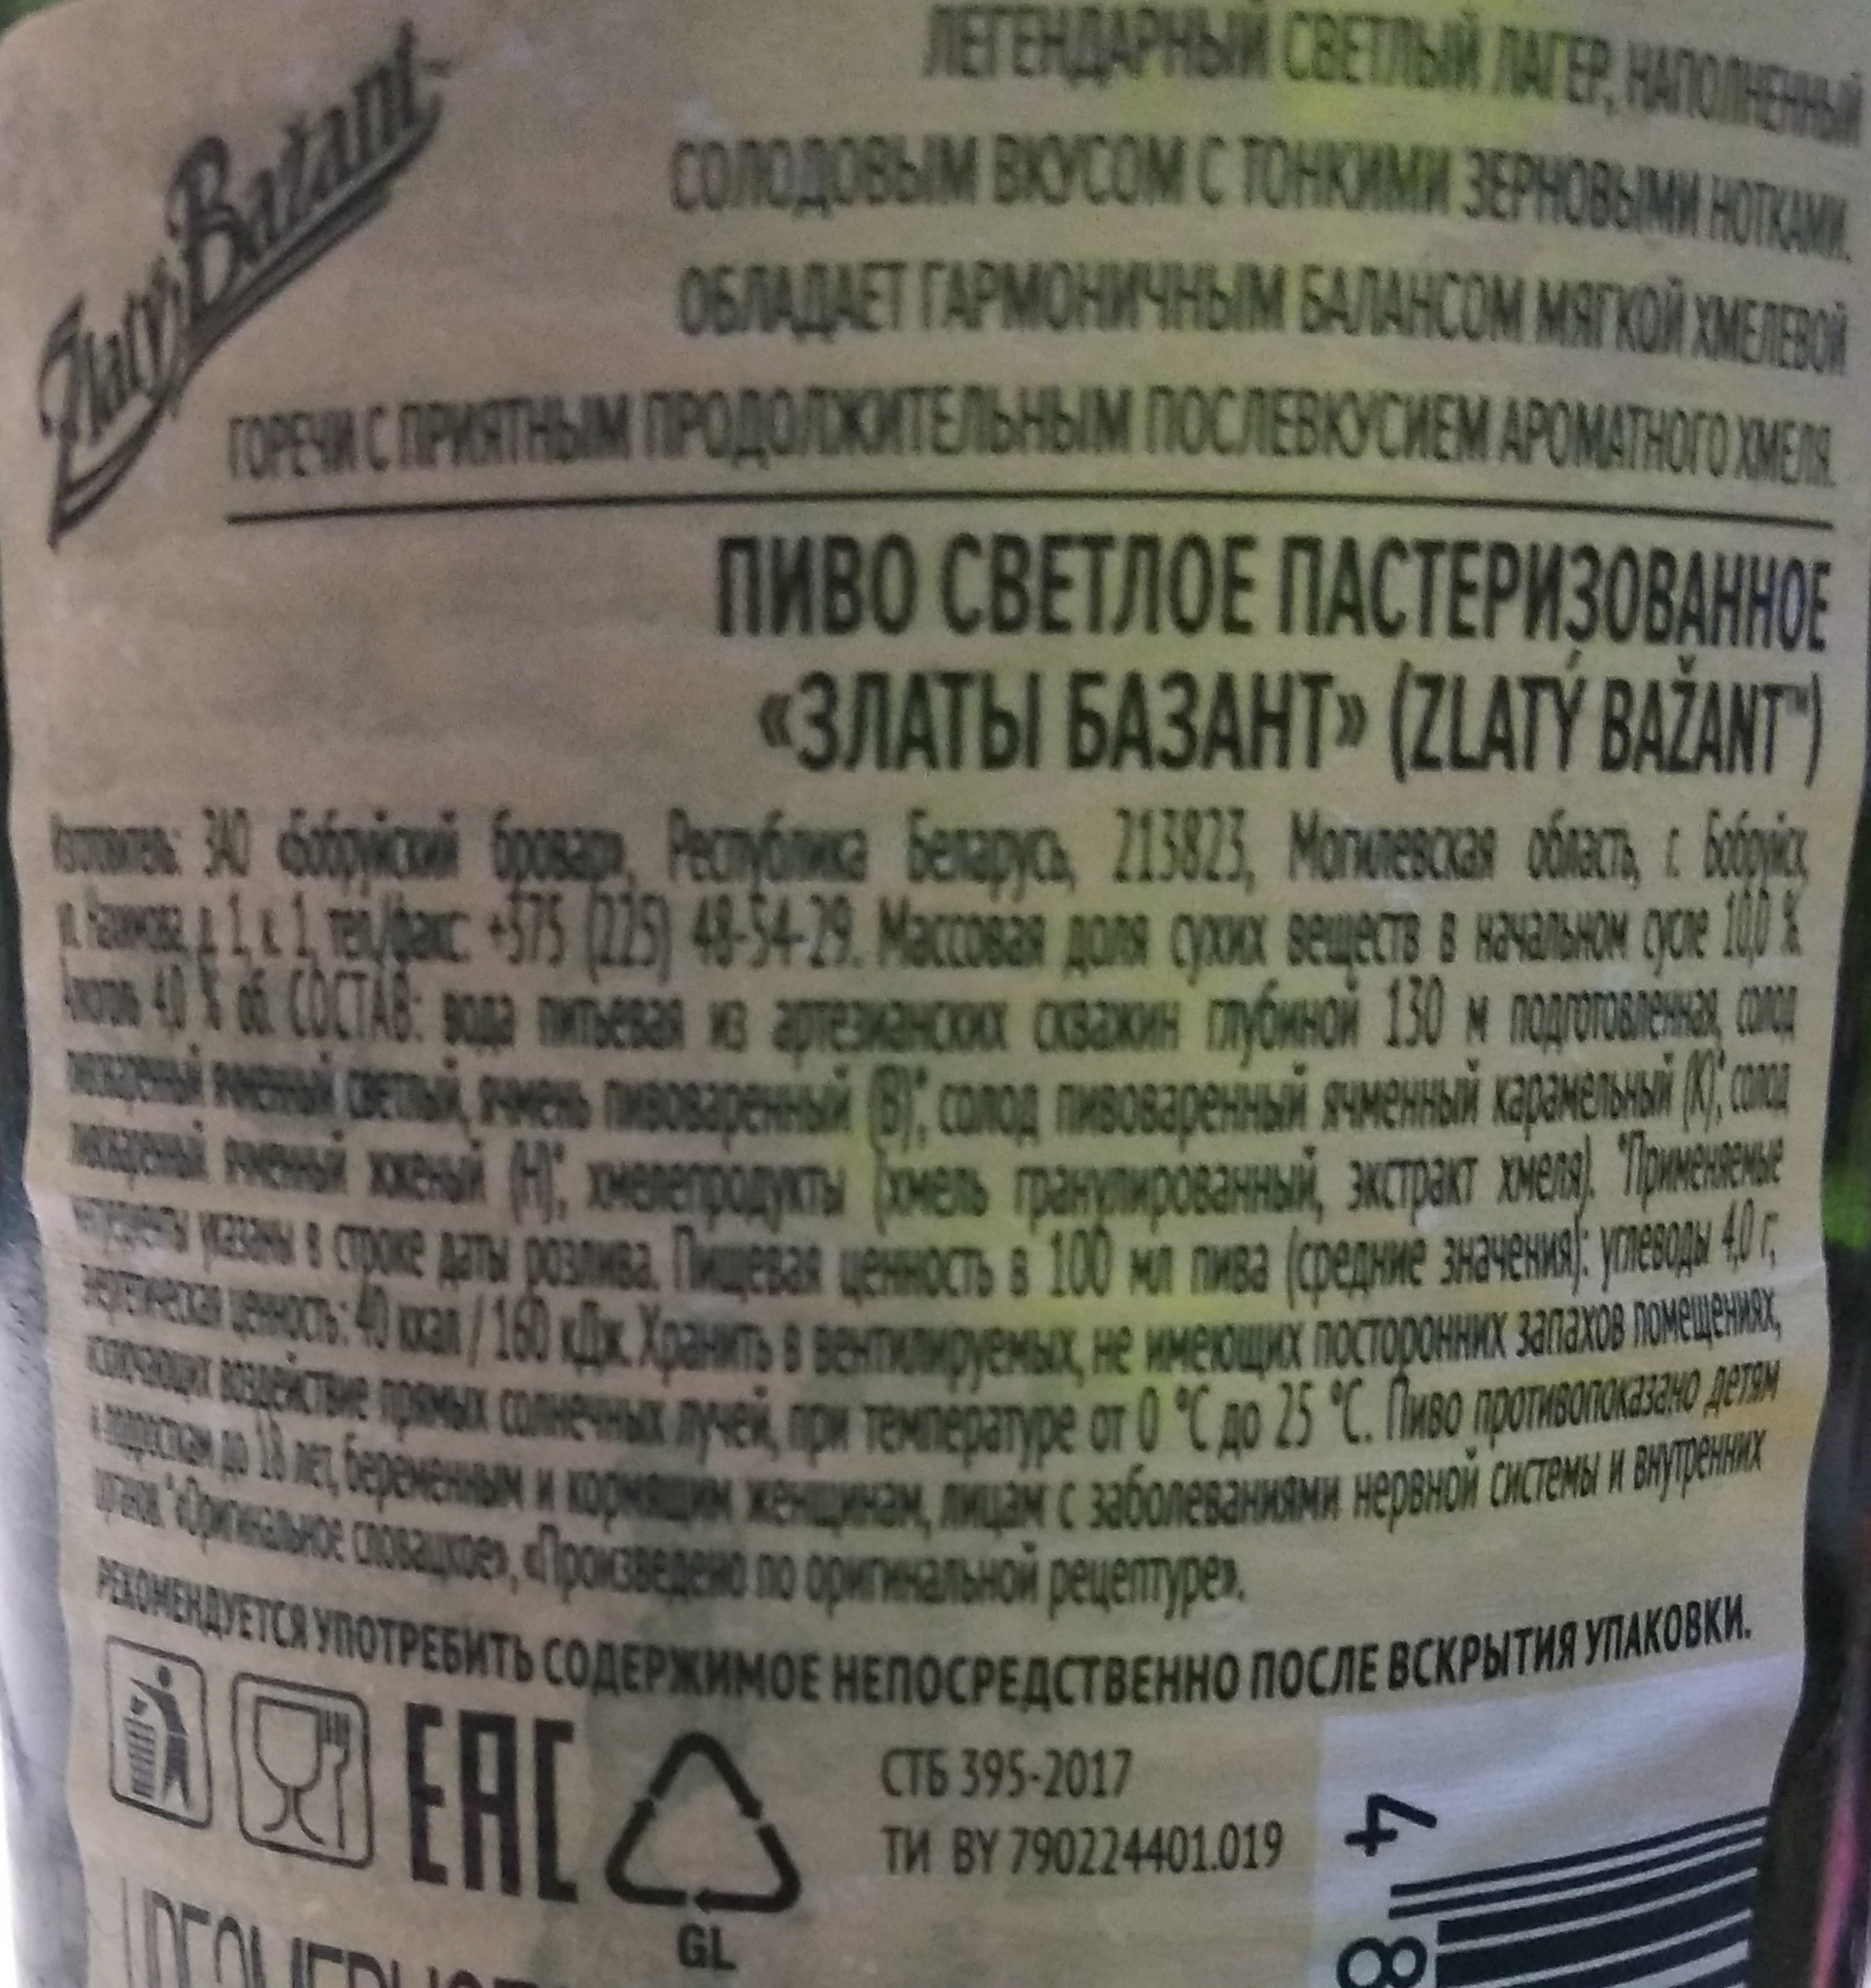 Zlatý Bažant™
ЛЕГЕНДАРНЫЙ СВЕТЛЫЙ ЛАГЕР, НАПОЛНЕННЫЙ
СОЛОДОВЫМ ВКУСОМ С ТОНКИМИ ЗЕРНОВЫМИ НОТКАМИ.
ОБЛАДАЕТ ГАРМОНИЧНЫМ БАЛАНСОМ МЯГКОЙ ХМЕЛЕВОЙ
ГОРЕЧИ С ПРИЯТНЫМ ПРОДОЛЖИТЕЛЬНЫМ ПОСЛЕВКУСИЕМ АРОМАТНОГО ХМЕЛЯ.
ПИВО СВЕТЛОЕ ПАСТЕРИЗОВАННОЕ
«ЗЛАТЫ БАЗАНТ» (ZLATÝ BAŽANT™)
Изготовитель: ЗАО «Бобруйский бровар», Республика Беларусь, 213823, Могилевская область, г. Бобруйск,
ул. Нахимова, д. 1, к. 1, тел./факс: +375 (225) 48-54-29. Массовая доля сухих веществ в начальном сусле 10,0 %.
Алкоголь 4,0 % об. СОСТАВ: вода питьевая из артезианских скважин глубиной 130 м подготовленная, солод
пивоваренный ячменный светлый, ячмень пивоваренный (В)*, солод пивоваренный ячменный карамельный (К)*, солод
пивоваренный ячменный жженый (Н)*, хмелепродукты (хмель гранулированный, экстракт хмеля). *Применяемые
ингредиенты указаны в строке даты розлива. Пищевая ценность в 100 мл пива (средние значения): углеводы 4,0 г,
энергетическая ценность: 40 ккал / 160 кДж. Хранить в вентилируемых, не имеющих посторонних запахов помещениях,
исключающих воздействие прямых солнечных лучей, при температуре от 0 °С до 25 °С. Пиво противопоказано детям
и подросткам до 18 лет, беременным и кормящим женщинам, лицам с заболеваниями нервной системы и внутренних
органов. *«Оригинальное словацкое», «Произведено по оригинальной рецептуре».
РЕКОМЕНДУЕТСЯ УПОТРЕБИТЬ СОДЕРЖИМОЕ НЕПОСРЕДСТВЕННО ПОСЛЕ ВСКРЫТИЯ УПАКОВКИ.
EAC
GL
СТБ 395-2017
ТИ BY 790224401.019
4
8